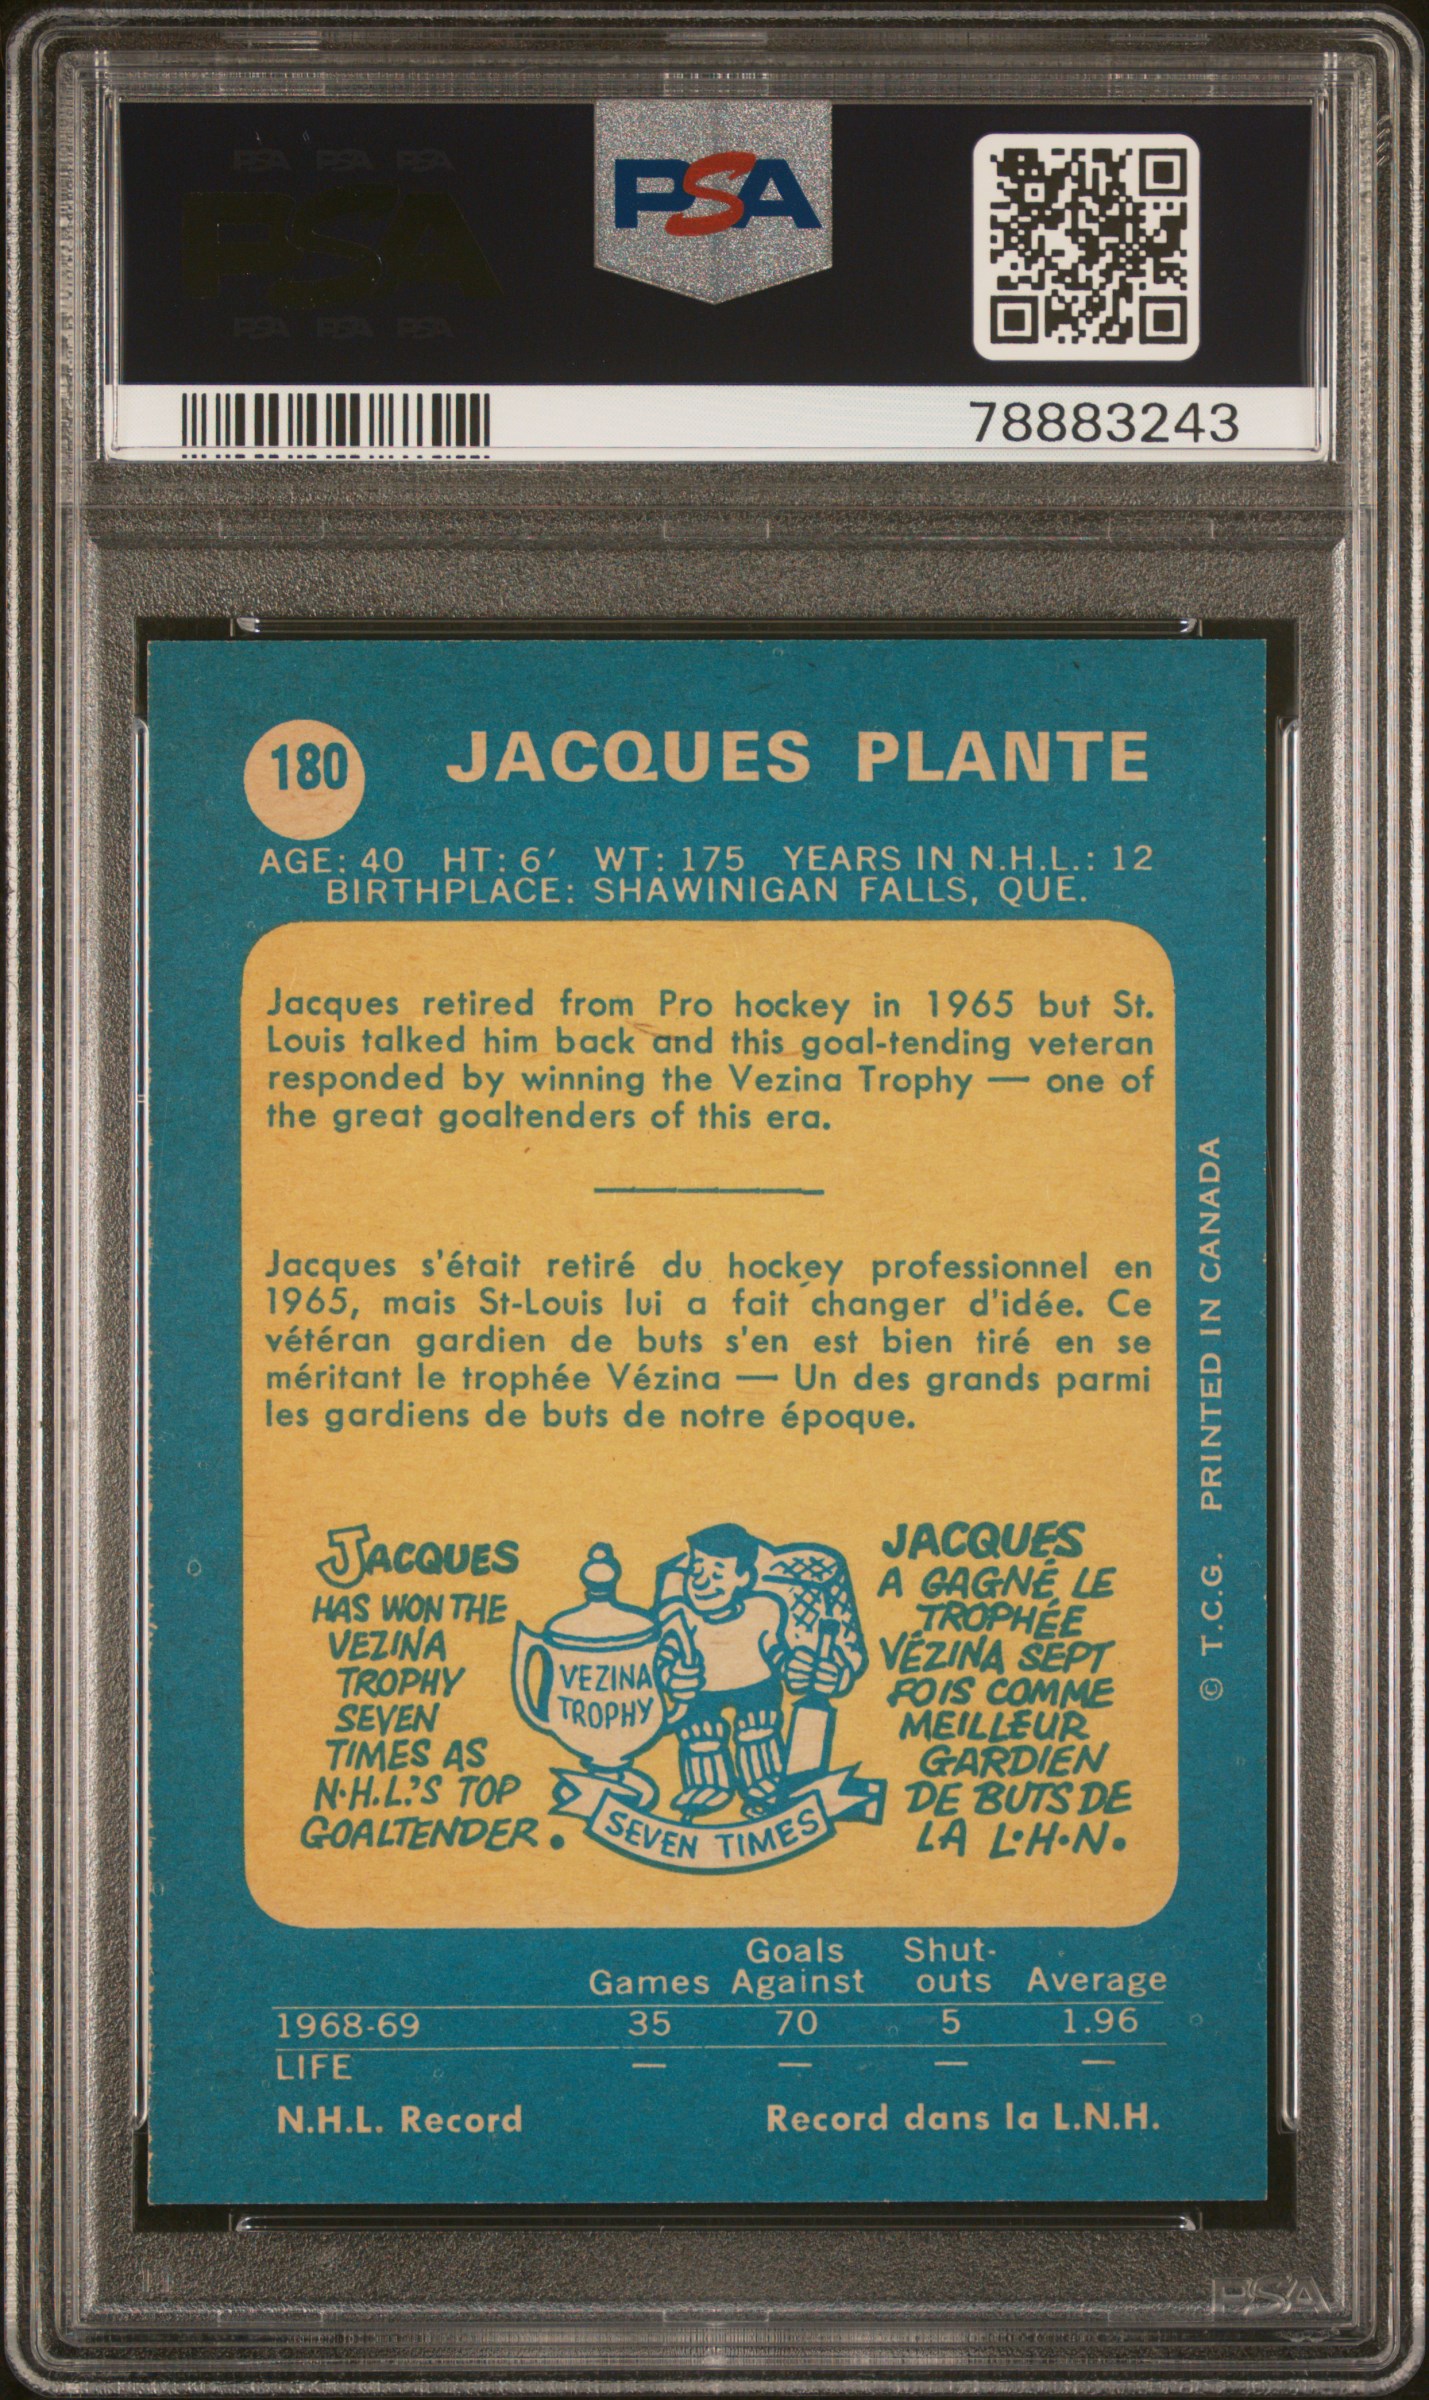 PSA PSA PSA
PSA
PSA PSA PSA
PSA
78883243
180
JACQUES PLANTE
AGE: 40 HT: 6′ WT: 175 YEARS IN N.H.L.: 12
BIRTHPLACE: SHAWINIGAN FALLS, QUE.
Jacques retired from Pro hockey in 1965 but St.
Louis talked him back and this goal-tending veteran
responded by winning the Vezina Trophy — one of
the great goaltenders of this era.
Jacques s'était retiré du hockey professionnel en
1965, mais St-Louis lui a fait changer d'idée. Ce
vétéran gardien de buts s'en est bien tiré en se
méritant le trophée Vézina — Un des grands parmi
les gardiens de buts de notre époque.
JACQUES
HAS WON THE
VEZINA
TROPHY
SEVEN
TIMES AS
N.H.L.'S TOP
GOALTENDER.
VEZINA
TROPHY
SEVEN TIMES
JACQUES
A GAGNÉ LE
TROPHÉE
VÉZINA SEPT
FOIS COMME
MEILLEUR
GARDIEN
DE BUTS DE
LA L.H.N.
© T.C.G. PRINTED IN CANADA
Goals Shut-
Games Against outs Average
1968-69 35 70 5 1.96
LIFE — — — —
N.H.L. Record Record dans la L.N.H.
PSA